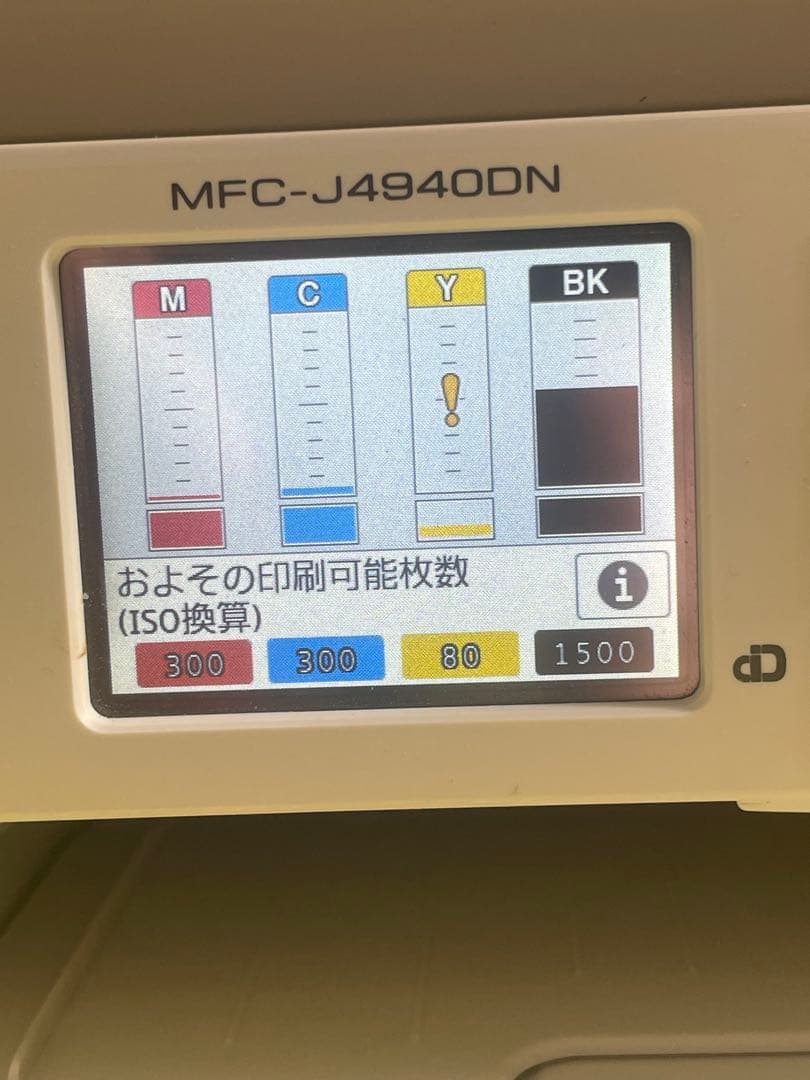 MFC-J4940DN
M C Y BK
!
およその印刷可能枚数
(ISO換算)
i
300 300 80 1500